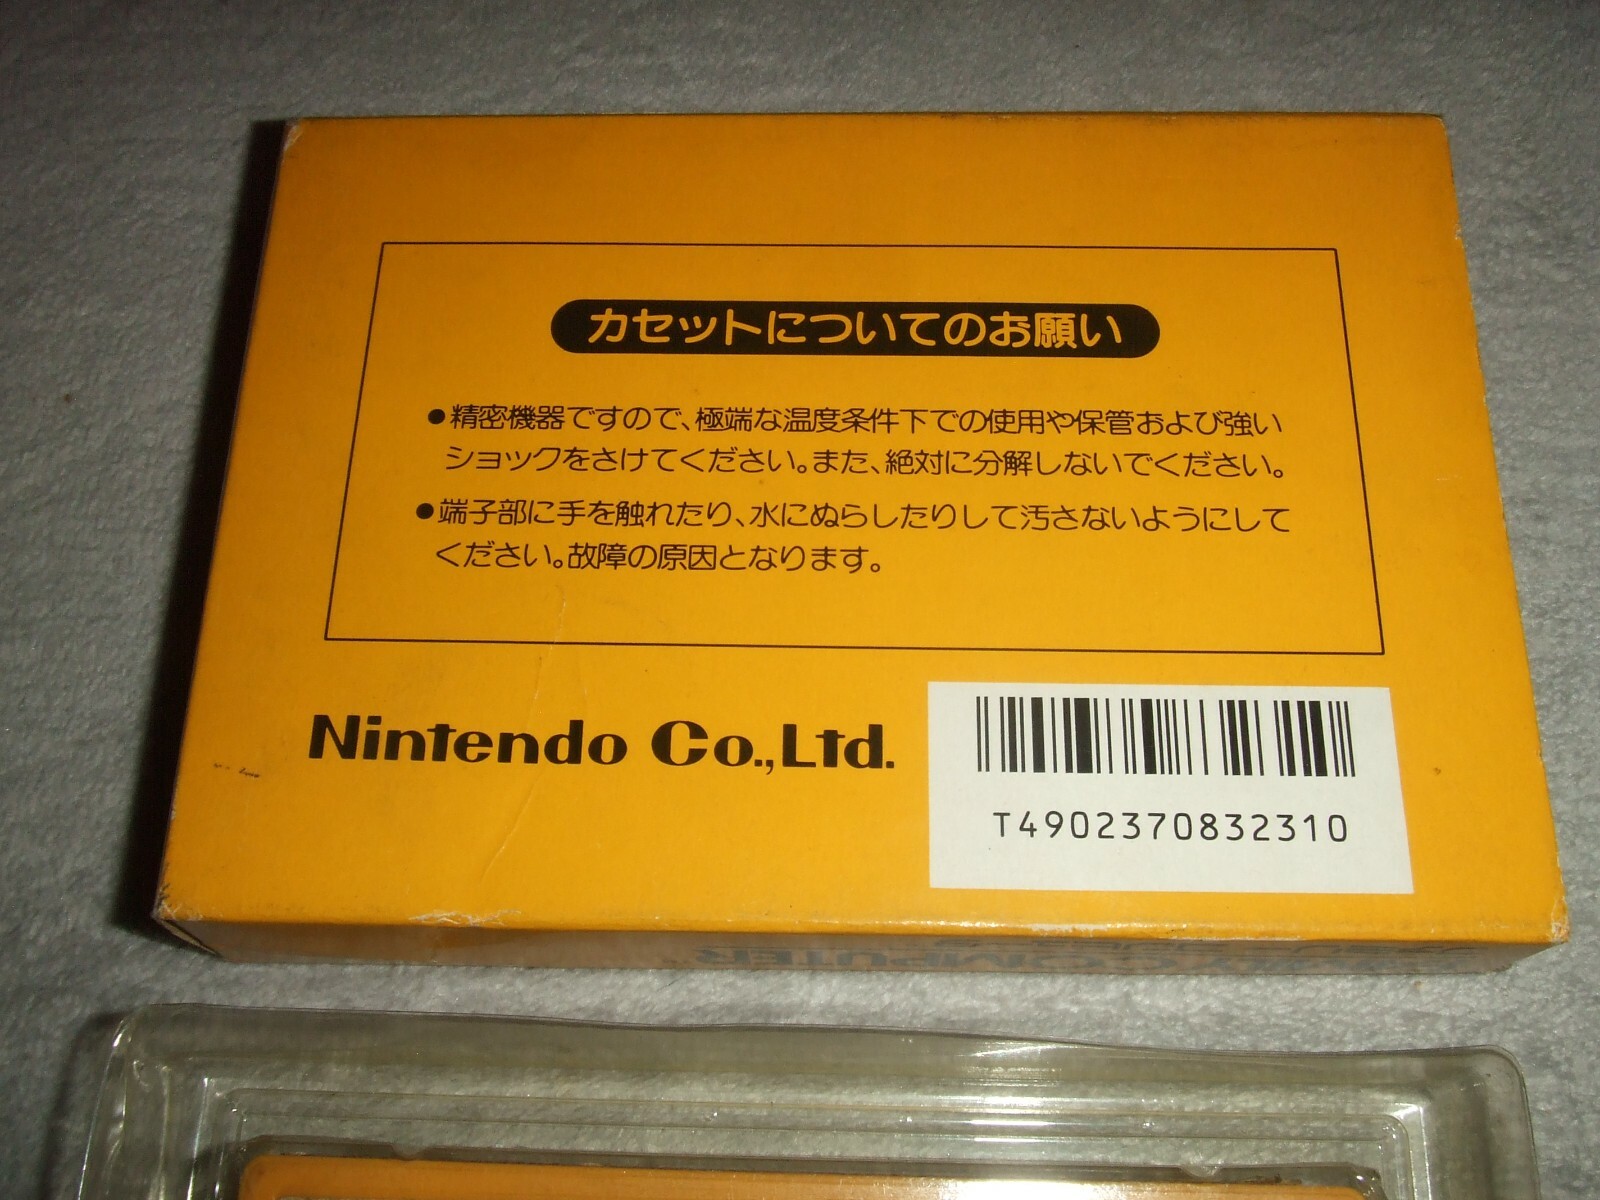 カセットについてのお願い
●精密機器ですので、極端な温度条件下での使用や保管および強い
ショックをさけてください。また、絶対に分解しないでください。
●端子部に手を触れたり、水にぬらしたりして汚さないようにして
ください。故障の原因となります。
Nintendo Co.,Ltd.
T4902370832310
COMPUTER